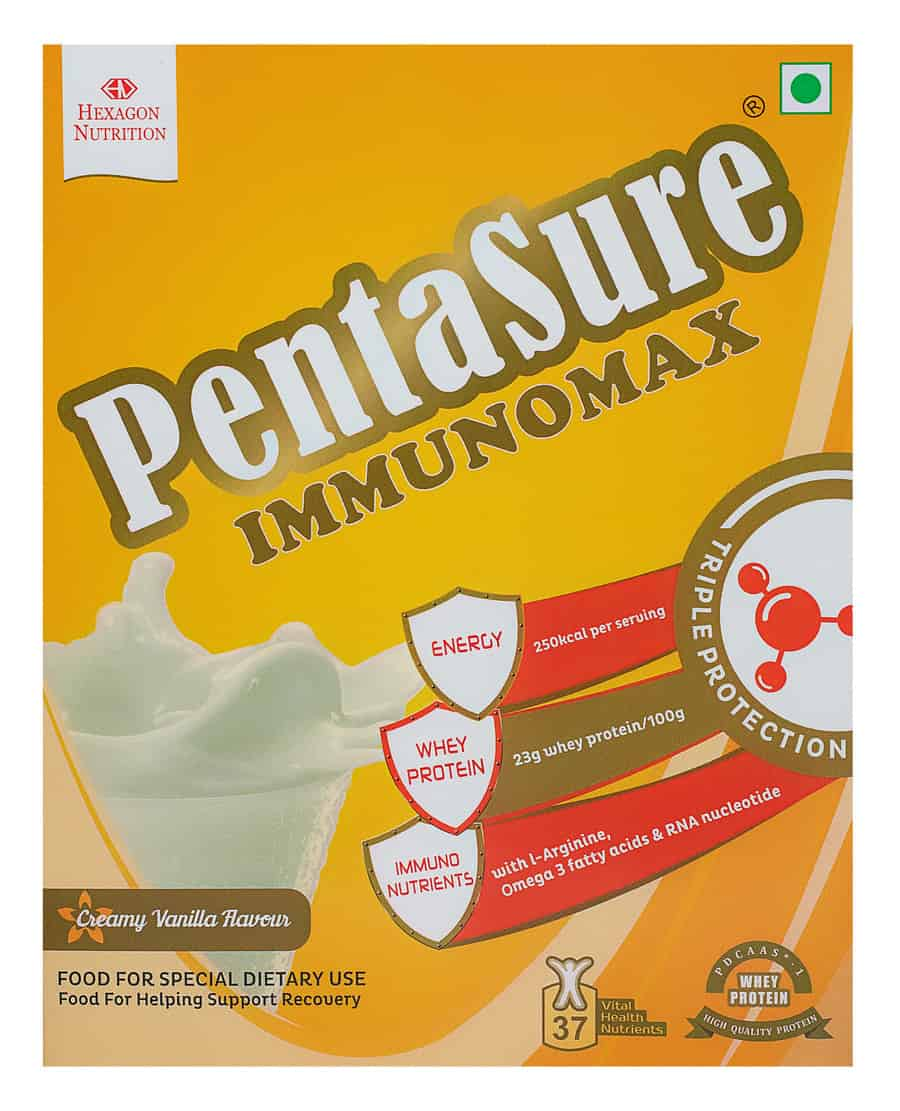 HEXAGON
NUTRITION
®
PentaSure
IMMUNOMAX
TRIPLE PROTECTION
ENERGY
250kcal per serving
WHEY
PROTEIN
23g whey protein/100g
IMMUNO
NUTRIENTS
with l-Arginine,
Omega 3 fatty acids & RNA nucleotide
Creamy Vanilla Flavour
FOOD FOR SPECIAL DIETARY USE
Food For Helping Support Recovery
37
Vital
Health
Nutrients
PDCAAS*-1
WHEY
PROTEIN
HIGH QUALITY PROTEIN